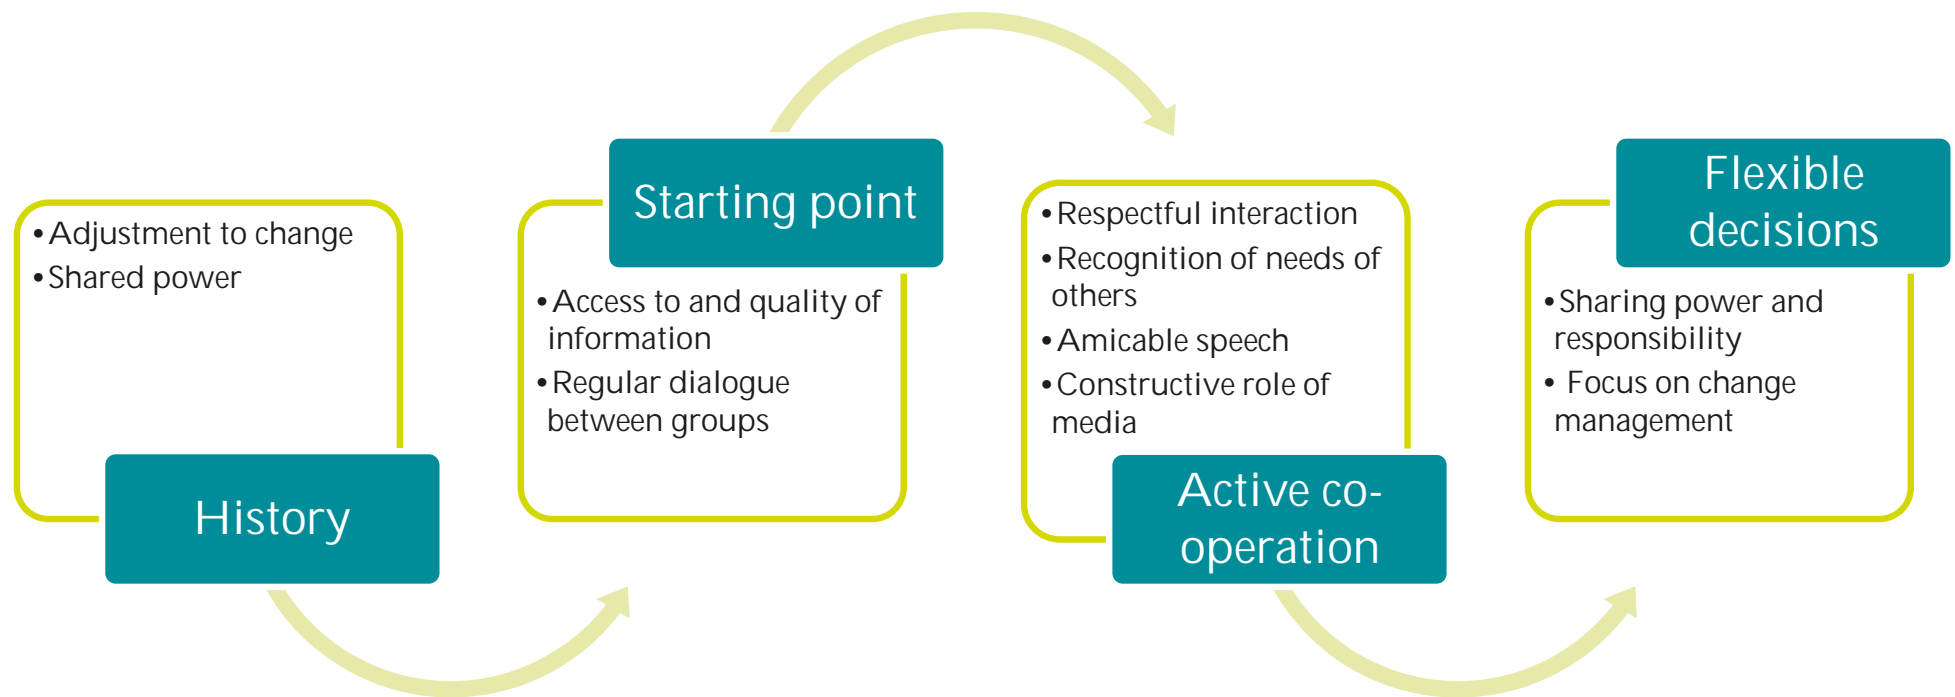 •Adjustment to change
•Shared power
History
Starting point
•Access to and quality of
information
•Regular dialogue
between groups
•Respectful interaction
•Recognition of needs of
others
•Amicable speech
•Constructive role of
media
Active co-
operation
Flexible
decisions
•Sharing power and
responsibility
• Focus on change
management